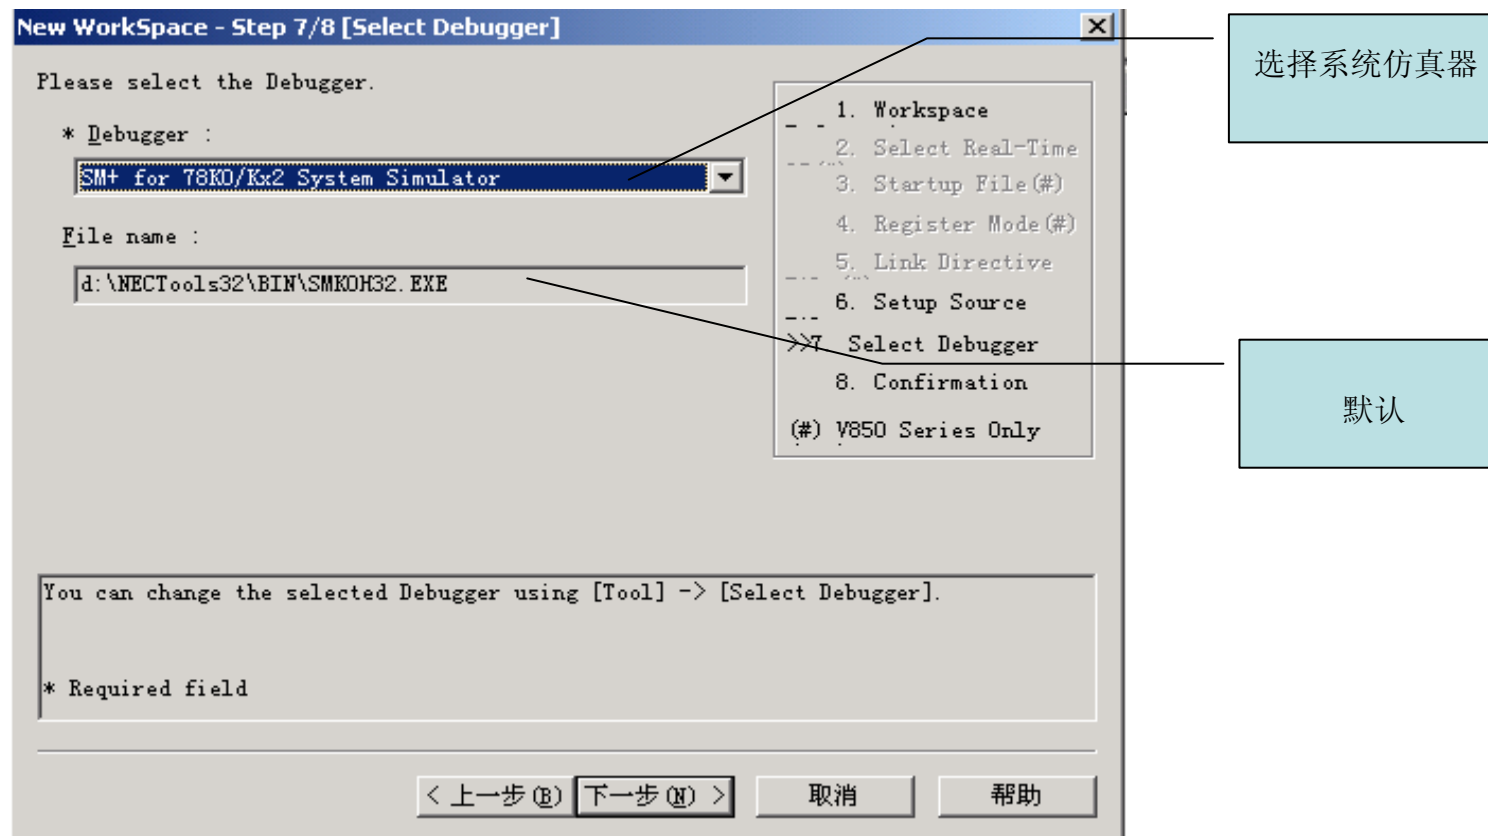 New WorkSpace - Step 7/8 [Select Debugger]
选择系统仿真器
Please select the Debugger.
* Debugger :
SM+ for 78K0/Kx2 System Simulator
File name :
d:\NECTools32\BIN\SMK0H32.EXE
1. Workspace
2. Select Real-Time
3. Startup File(#)
4. Register Mode(#)
5. Link Directive
6. Setup Source
>>7 Select Debugger
8. Confirmation
(#) V850 Series Only
默认
You can change the selected Debugger using [Tool] -> [Select Debugger].
* Required field
< 上一步(B)
下一步(N) >
取消
帮助